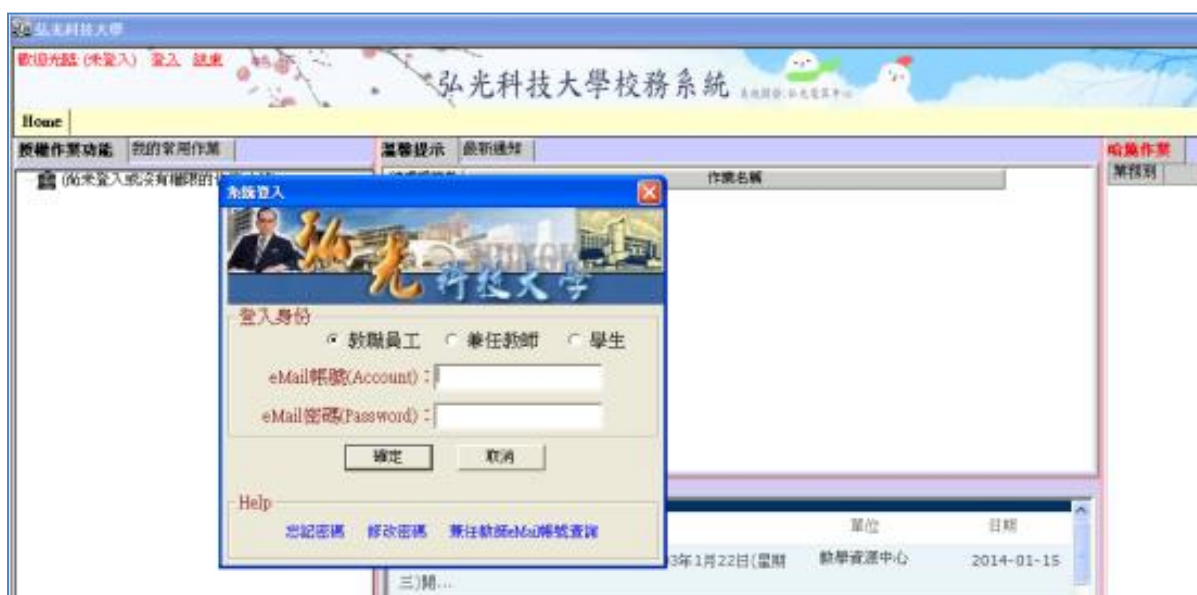 弘光科技大學
歡迎光臨 (未登入) 登入 結束
弘光科技大學校務系統
Home
授權作業功能 我的常用作業
溫馨提示 最新通知
作業名稱
業務別
(尚未登入或沒有權限的
系統登入
弘光
科技大學
登入身份
教職員工 兼任教師 學生
eMail帳號(Account):
eMail密碼(Password):
確定 取消
Help
忘記密碼 修改密碼 兼任教師eMail帳號查詢
單位 日期
03年1月22日(星期 教學資源中心 2014-01-15
三)開...